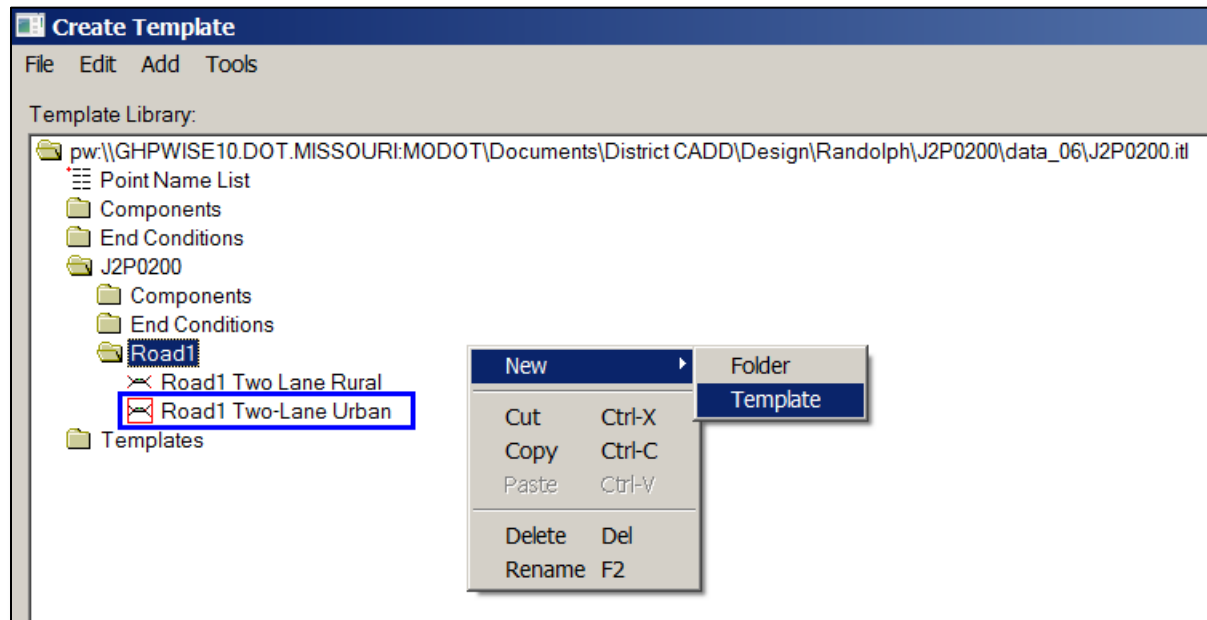 Create Template
File Edit Add Tools
Template Library:
pw:\\GHPWISE10.DOT.MISSOURI:MODOT\Documents\District CADD\Design\Randolph\J2P0200\data_06\J2P0200.itl
Point Name List
Components
End Conditions
J2P0200
Components
End Conditions
Road1
Road1 Two Lane Rural
Road1 Two-Lane Urban
Templates
New
Cut Ctrl-X
Copy Ctrl-C
Paste Ctrl-V
Delete Del
Rename F2
Folder
Template